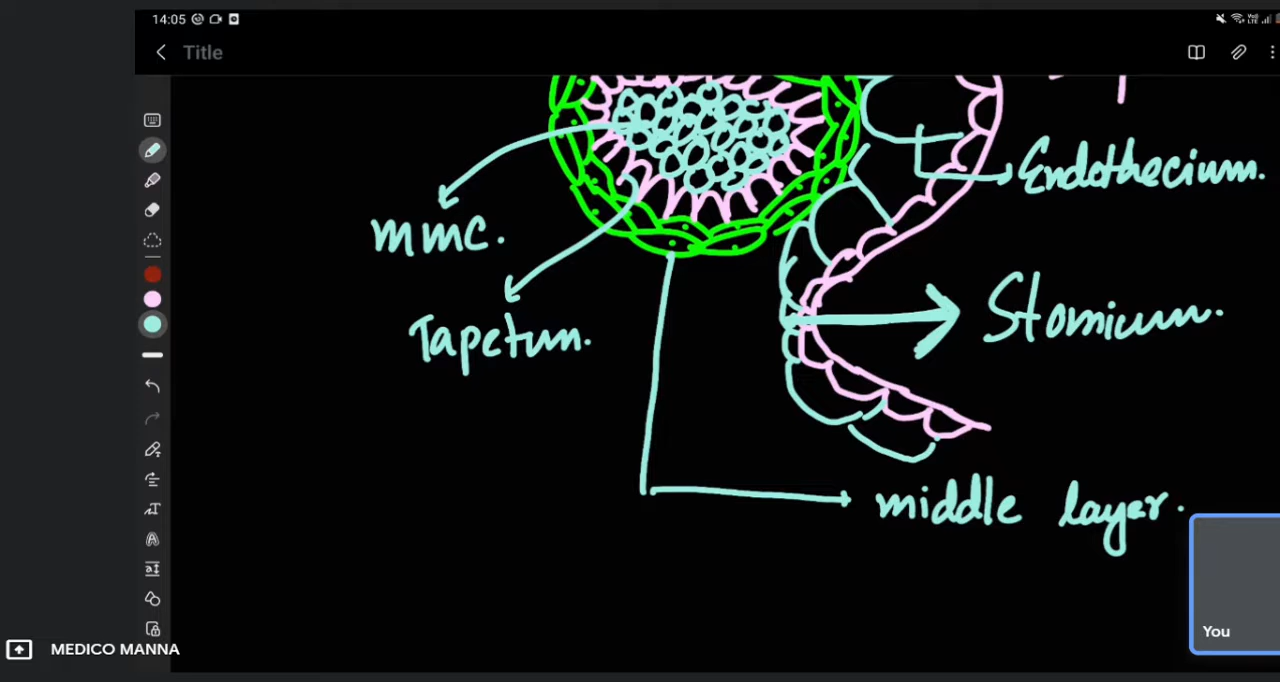 14:05
Title
Endothecium.
mmc.
Stomium.
Tapetum.
middle layer.
You
MEDICO MANNA